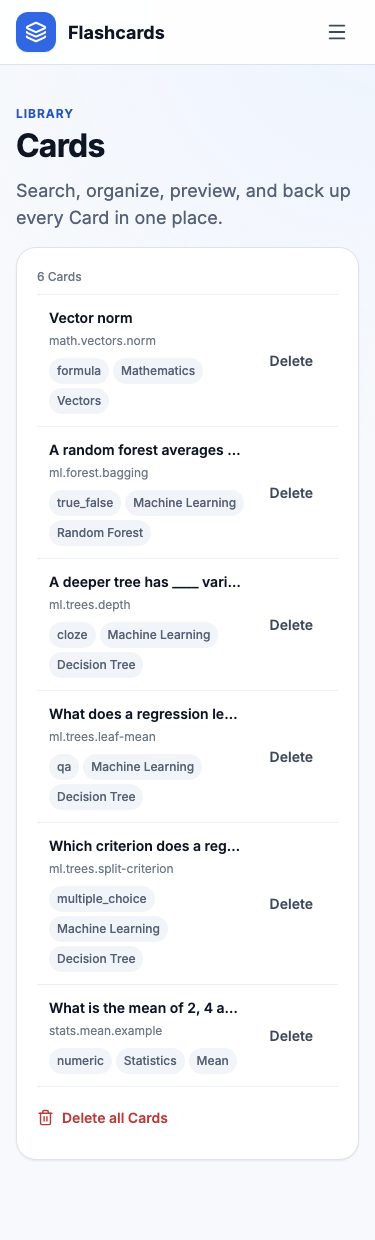 Flashcards
LIBRARY
Cards
Search, organize, preview, and back up
every Card in one place.
6 Cards
Vector norm
math.vectors.norm
formula Mathematics
Vectors
Delete
A random forest averages ...
ml.forest.bagging
true_false Machine Learning
Random Forest
Delete
A deeper tree has ____ vari...
ml.trees.depth
cloze Machine Learning
Decision Tree
Delete
What does a regression le...
ml.trees.leaf-mean
qa Machine Learning
Decision Tree
Delete
Which criterion does a reg...
ml.trees.split-criterion
multiple_choice
Machine Learning
Decision Tree
Delete
What is the mean of 2, 4 a...
stats.mean.example
numeric Statistics Mean
Delete
Delete all Cards